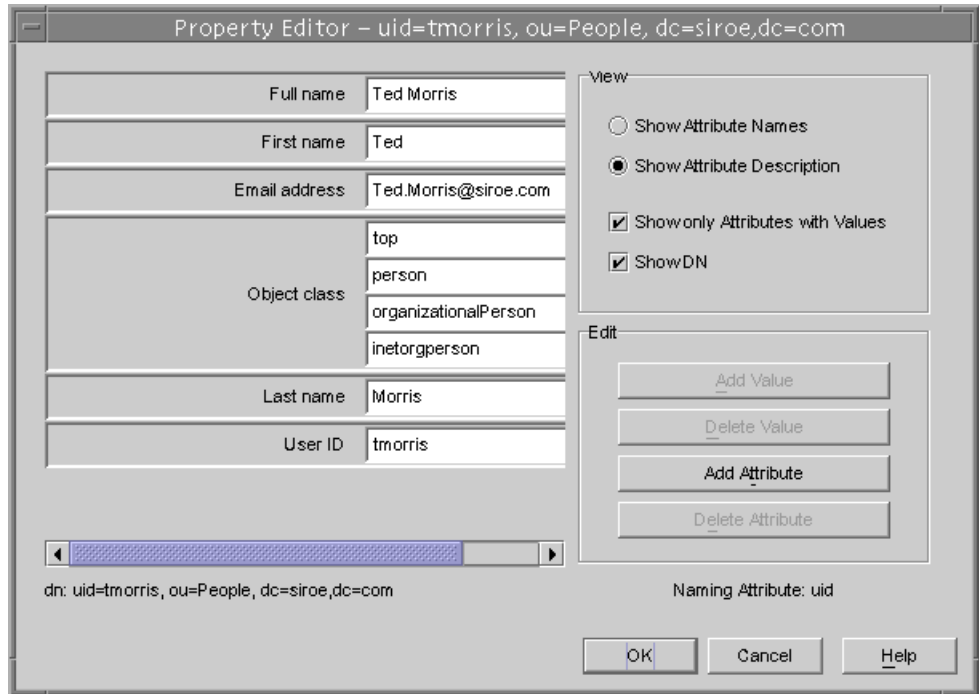 Property Editor – uid=tmorris, ou=People, dc=siroe,dc=com
Full name Ted Morris
First name Ted
Email address Ted.Morris@siroe.com
Object class
top
person
organizationalPerson
inetorgperson
Last name Morris
User ID tmorris
dn: uid=tmorris, ou=People, dc=siroe,dc=com
View
Show Attribute Names
Show Attribute Description
Show only Attributes with Values
Show DN
Edit
Add Value
Delete Value
Add Attribute
Delete Attribute
Naming Attribute: uid
OK Cancel Help